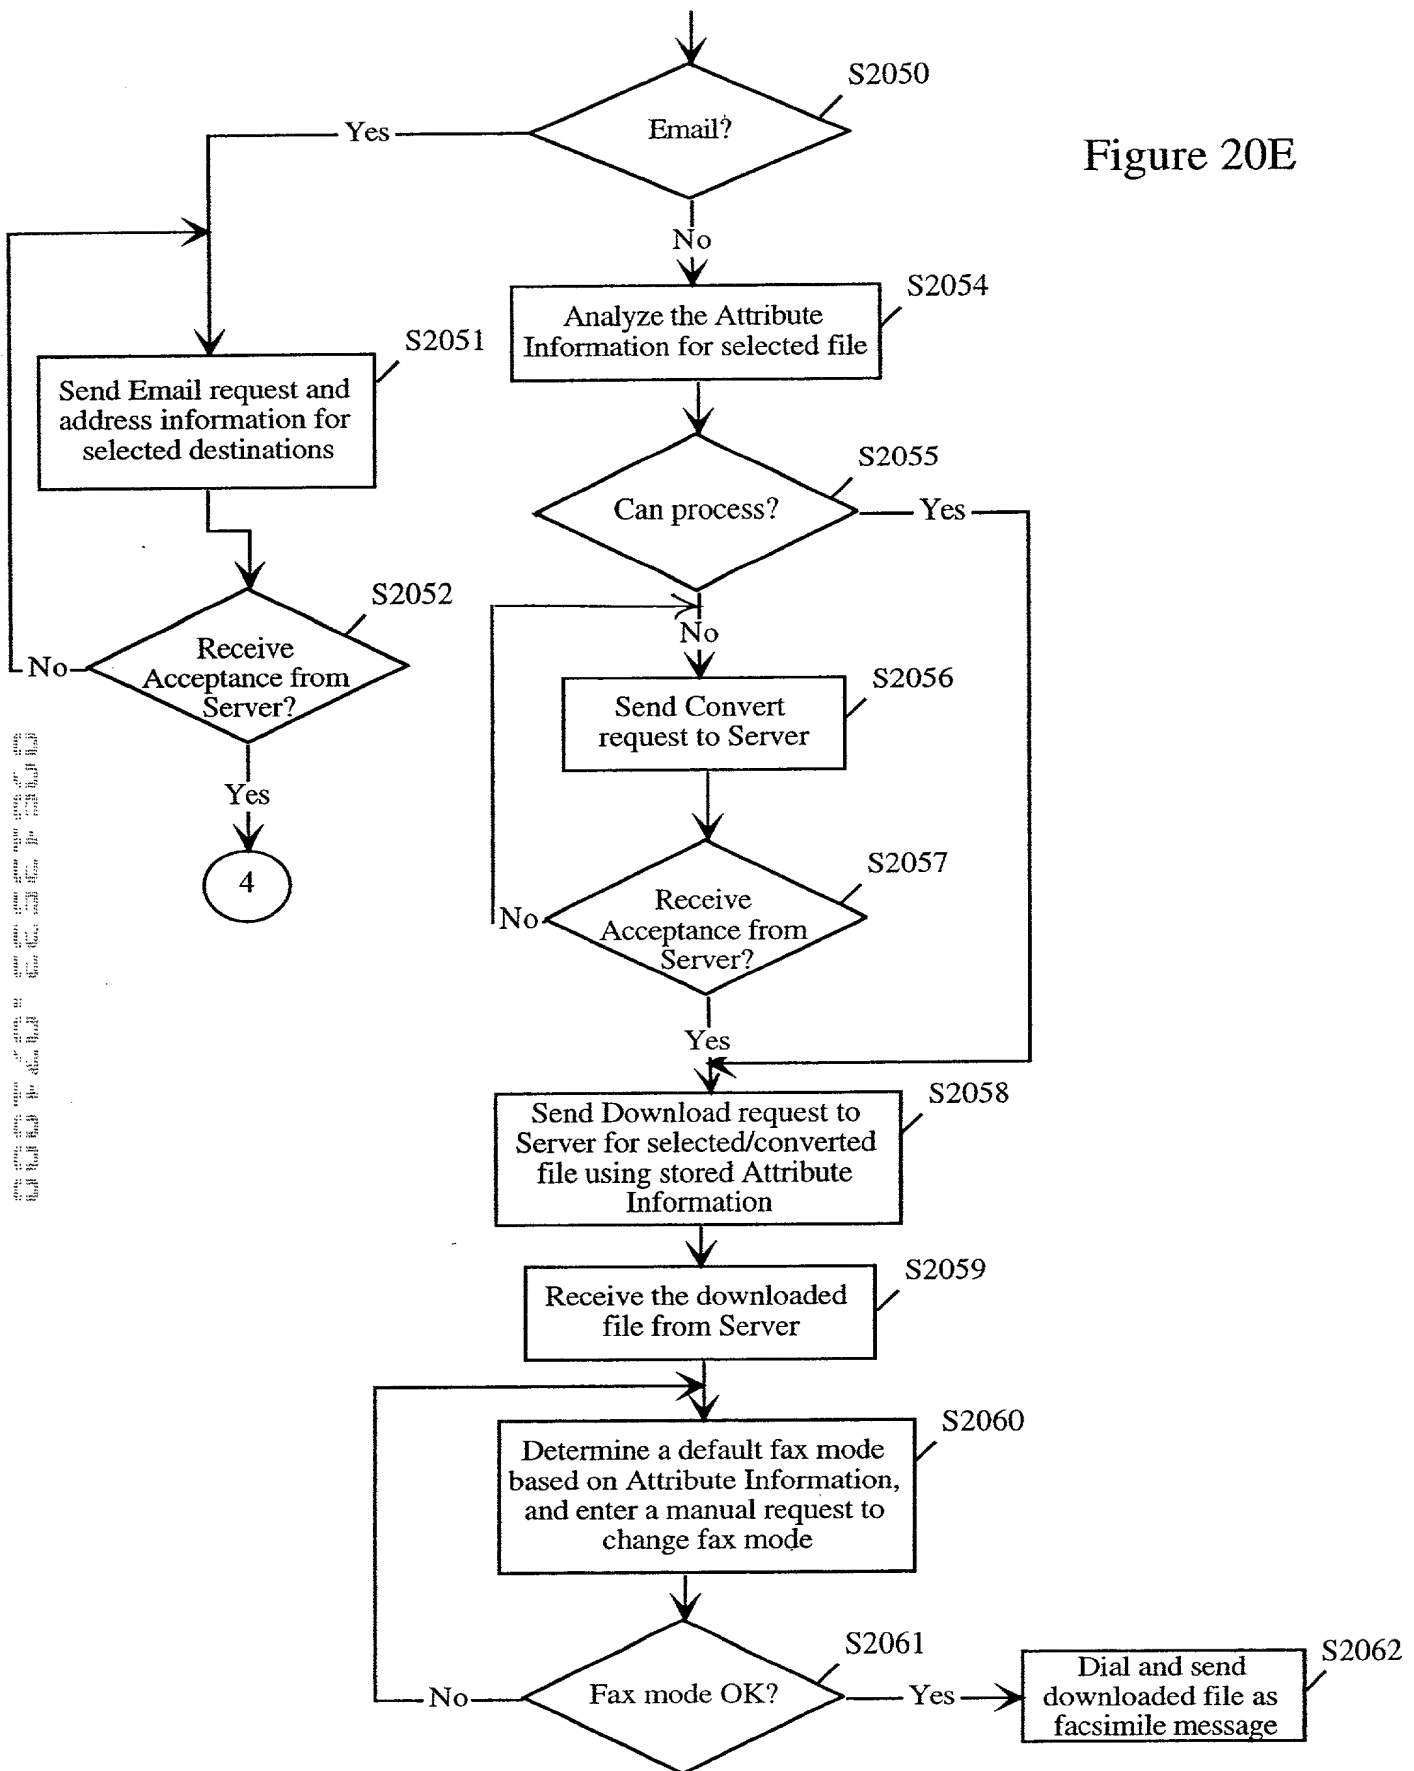 Figure 20E
S2050
Email?
Yes
No
S2054
Analyze the Attribute
Information for selected file
S2051
Send Email request and
address information for
selected destinations
S2055
Can process?
Yes
S2052
Receive
Acceptance from
Server?
No
Yes
4
No
S2056
Send Convert
request to Server
S2057
Receive
Acceptance from
Server?
No
Yes
S2058
Send Download request to
Server for selected/converted
file using stored Attribute
Information
S2059
Receive the downloaded
file from Server
S2060
Determine a default fax mode
based on Attribute Information,
and enter a manual request to
change fax mode
S2061
Fax mode OK?
No
Yes
S2062
Dial and send
downloaded file as
facsimile message